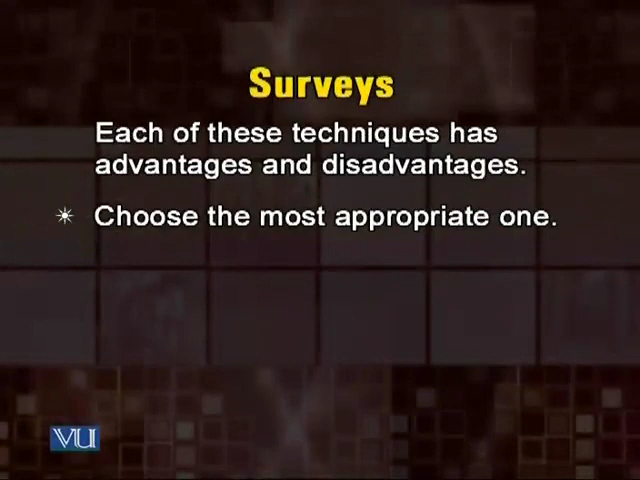 Surveys
Each of these techniques has
advantages and disadvantages.
Choose the most appropriate one.
VU